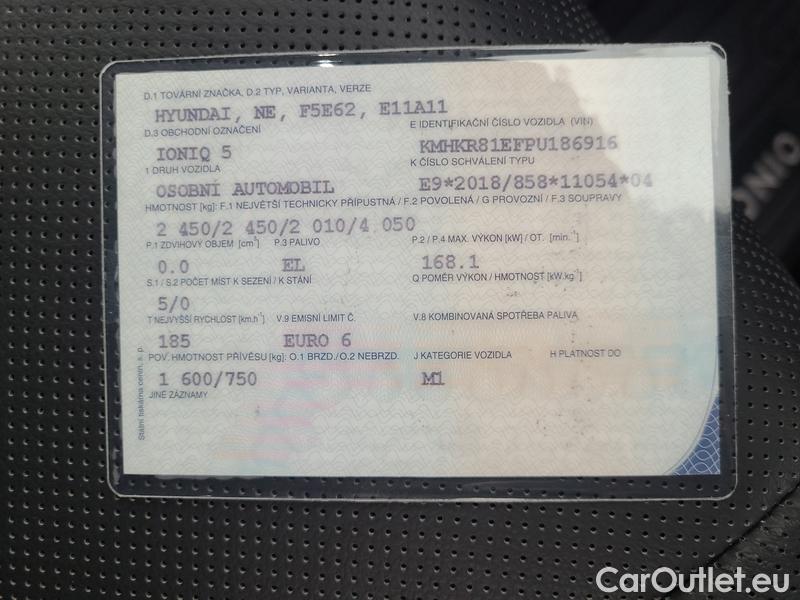 D.1 TOVÁRNÍ ZNAČKA, D.2 TYP, VARIANTA, VERZE
HYUNDAI, NE, F5E62, E11A11
D.3 OBCHODNÍ OZNAČENÍ
E IDENTIFIKAČNÍ ČÍSLO VOZIDLA (VIN)
IONIQ 5
KMHKR81EFPU186916
1 DRUH VOZIDLA
K ČÍSLO SCHVÁLENÍ TYPU
OSOBNÍ AUTOMOBIL
E9*2018/858*11054*04
HMOTNOST [kg]: F.1 NEJVĚTŠÍ TECHNICKY PŘÍPUSTNÁ / F.2 POVOLENÁ / G PROVOZNÍ / F.3 SOUPRAVY
2 450/2 450/2 010/4 050
P.1 ZDVIHOVÝ OBJEM [cm³] P.3 PALIVO
P.2 / P.4 MAX. VÝKON [kW] / OT. [min.⁻¹]
0.0 EL
168.1
S.1 / S.2 POČET MÍST K SEZENÍ / K STÁNÍ
Q POMĚR VÝKON / HMOTNOST [kW.kg⁻¹]
5/0
T NEJVYŠŠÍ RYCHLOST [km.h⁻¹] V.9 EMISNÍ LIMIT Č.
V.8 KOMBINOVANÁ SPOTŘEBA PALIVA
185 EURO 6
POV. HMOTNOST PŘÍVĚSU [kg]: O.1 BRZD./O.2 NEBRZD.
J KATEGORIE VOZIDLA H PLATNOST DO
1 600/750
M1
JINÉ ZÁZNAMY
Státní tiskárna cenin, s. p.
IONIQ
CarOutlet.eu